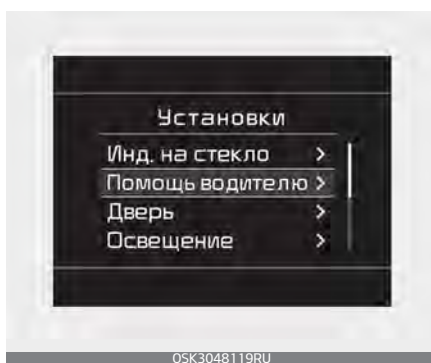 Установки
Инд. на стекло >
Помощь водителю >
Дверь >
Освещение >
OSK3048119RU